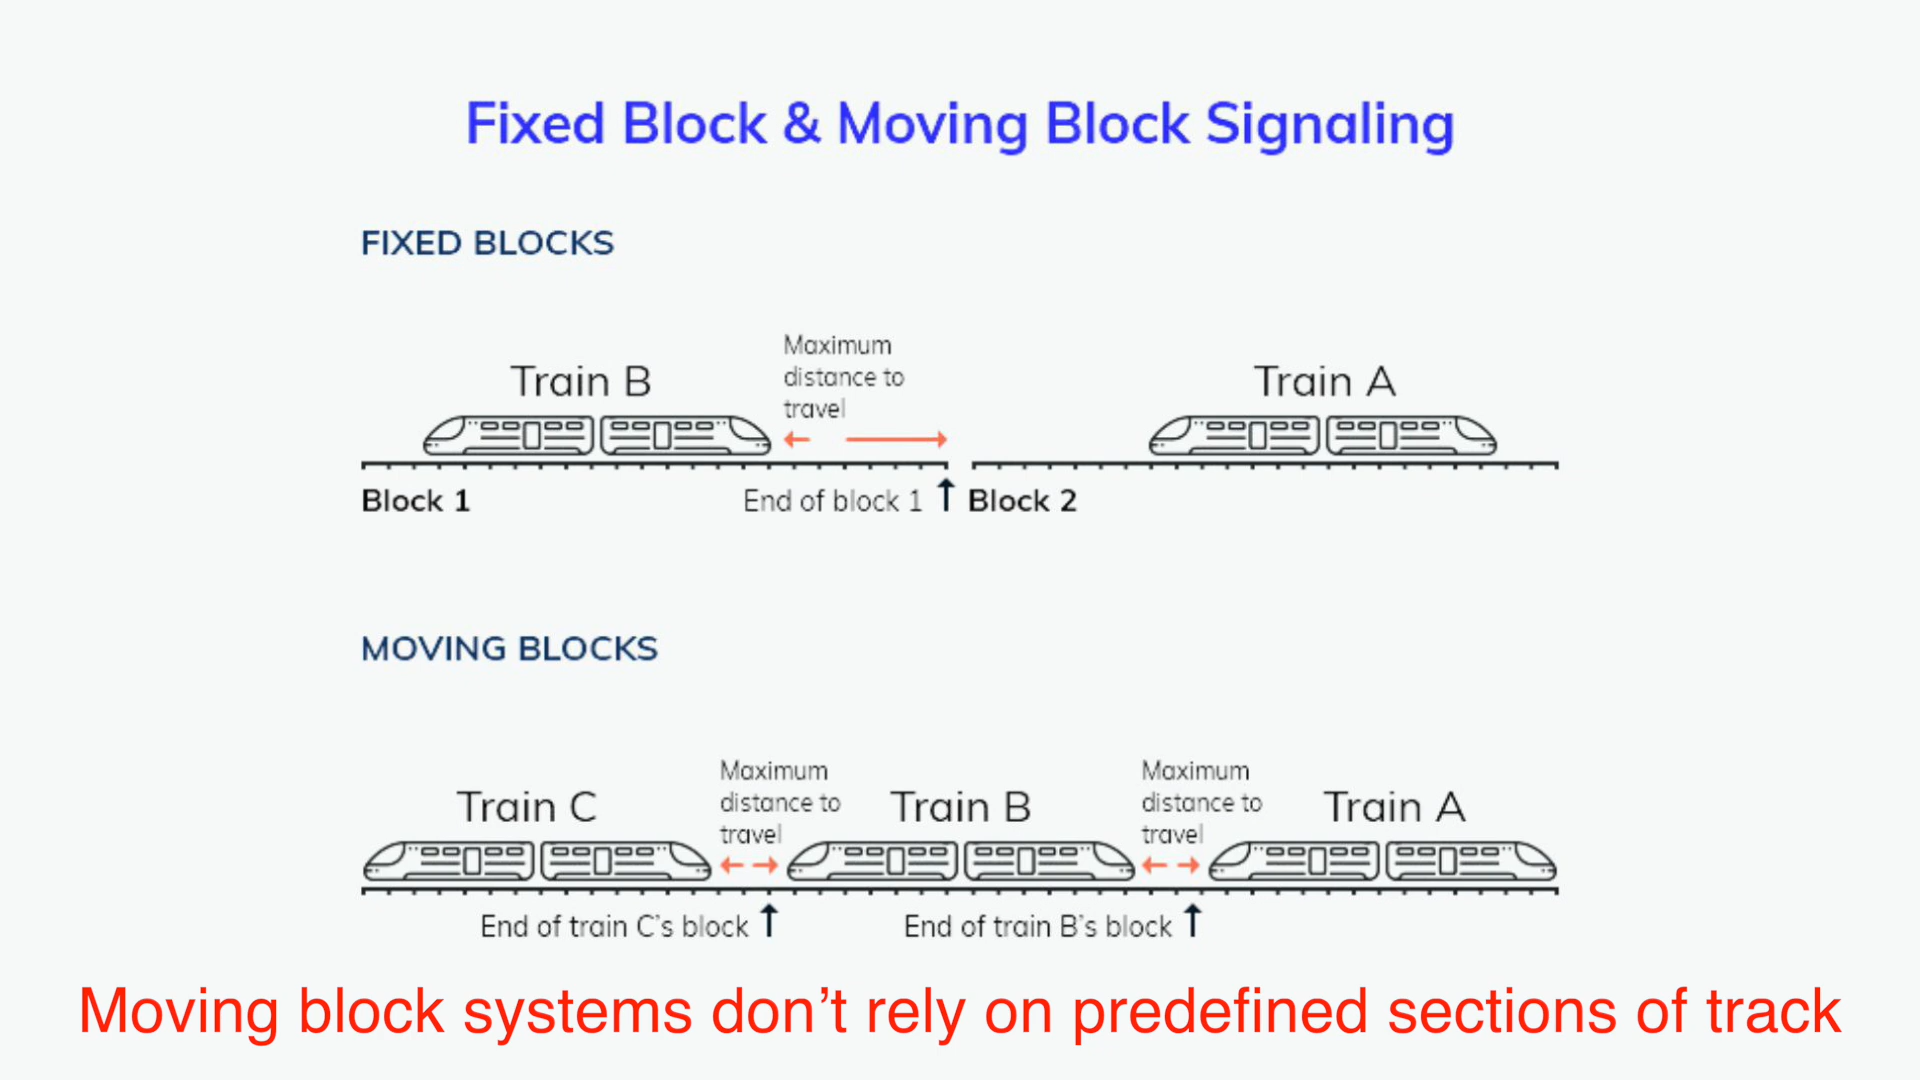 Fixed Block & Moving Block Signaling
FIXED BLOCKS
Maximum
distance to
travel
Train B
Train A
Block 1
End of block 1
Block 2
MOVING BLOCKS
Maximum
distance to
travel
Maximum
distance to
travel
Train C
Train B
Train A
End of train C's block
End of train B's block
Moving block systems don’t rely on predefined sections of track